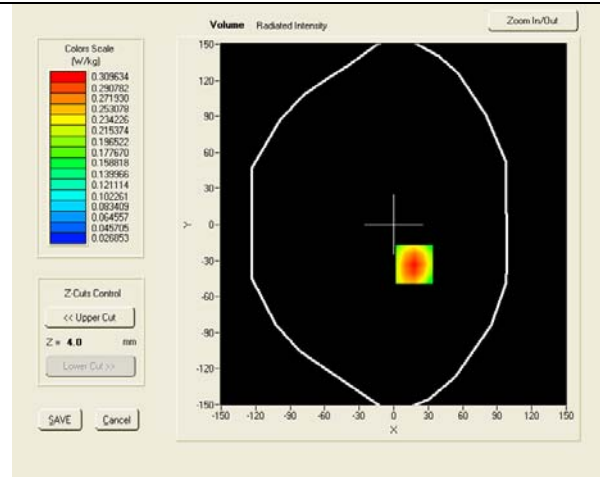 Volume Radiated Intensity
Zoom In/Out
Colors Scale
(W/kg)
0.309634
0.290782
0.271930
0.253078
0.234226
0.215374
0.196522
0.177670
0.158818
0.139966
0.121114
0.102261
0.083409
0.064557
0.045705
0.026853
150-
120-
90-
60-
30-
0-
-30-
-60-
-90-
-120-
-150-
Y
-150 -120 -90 -60 -30 0 30 60 90 120 150
X
Z-Cuts Control
<< Upper Cut
Z = 4.0 mm
Lower Cut >>
SAVE Cancel